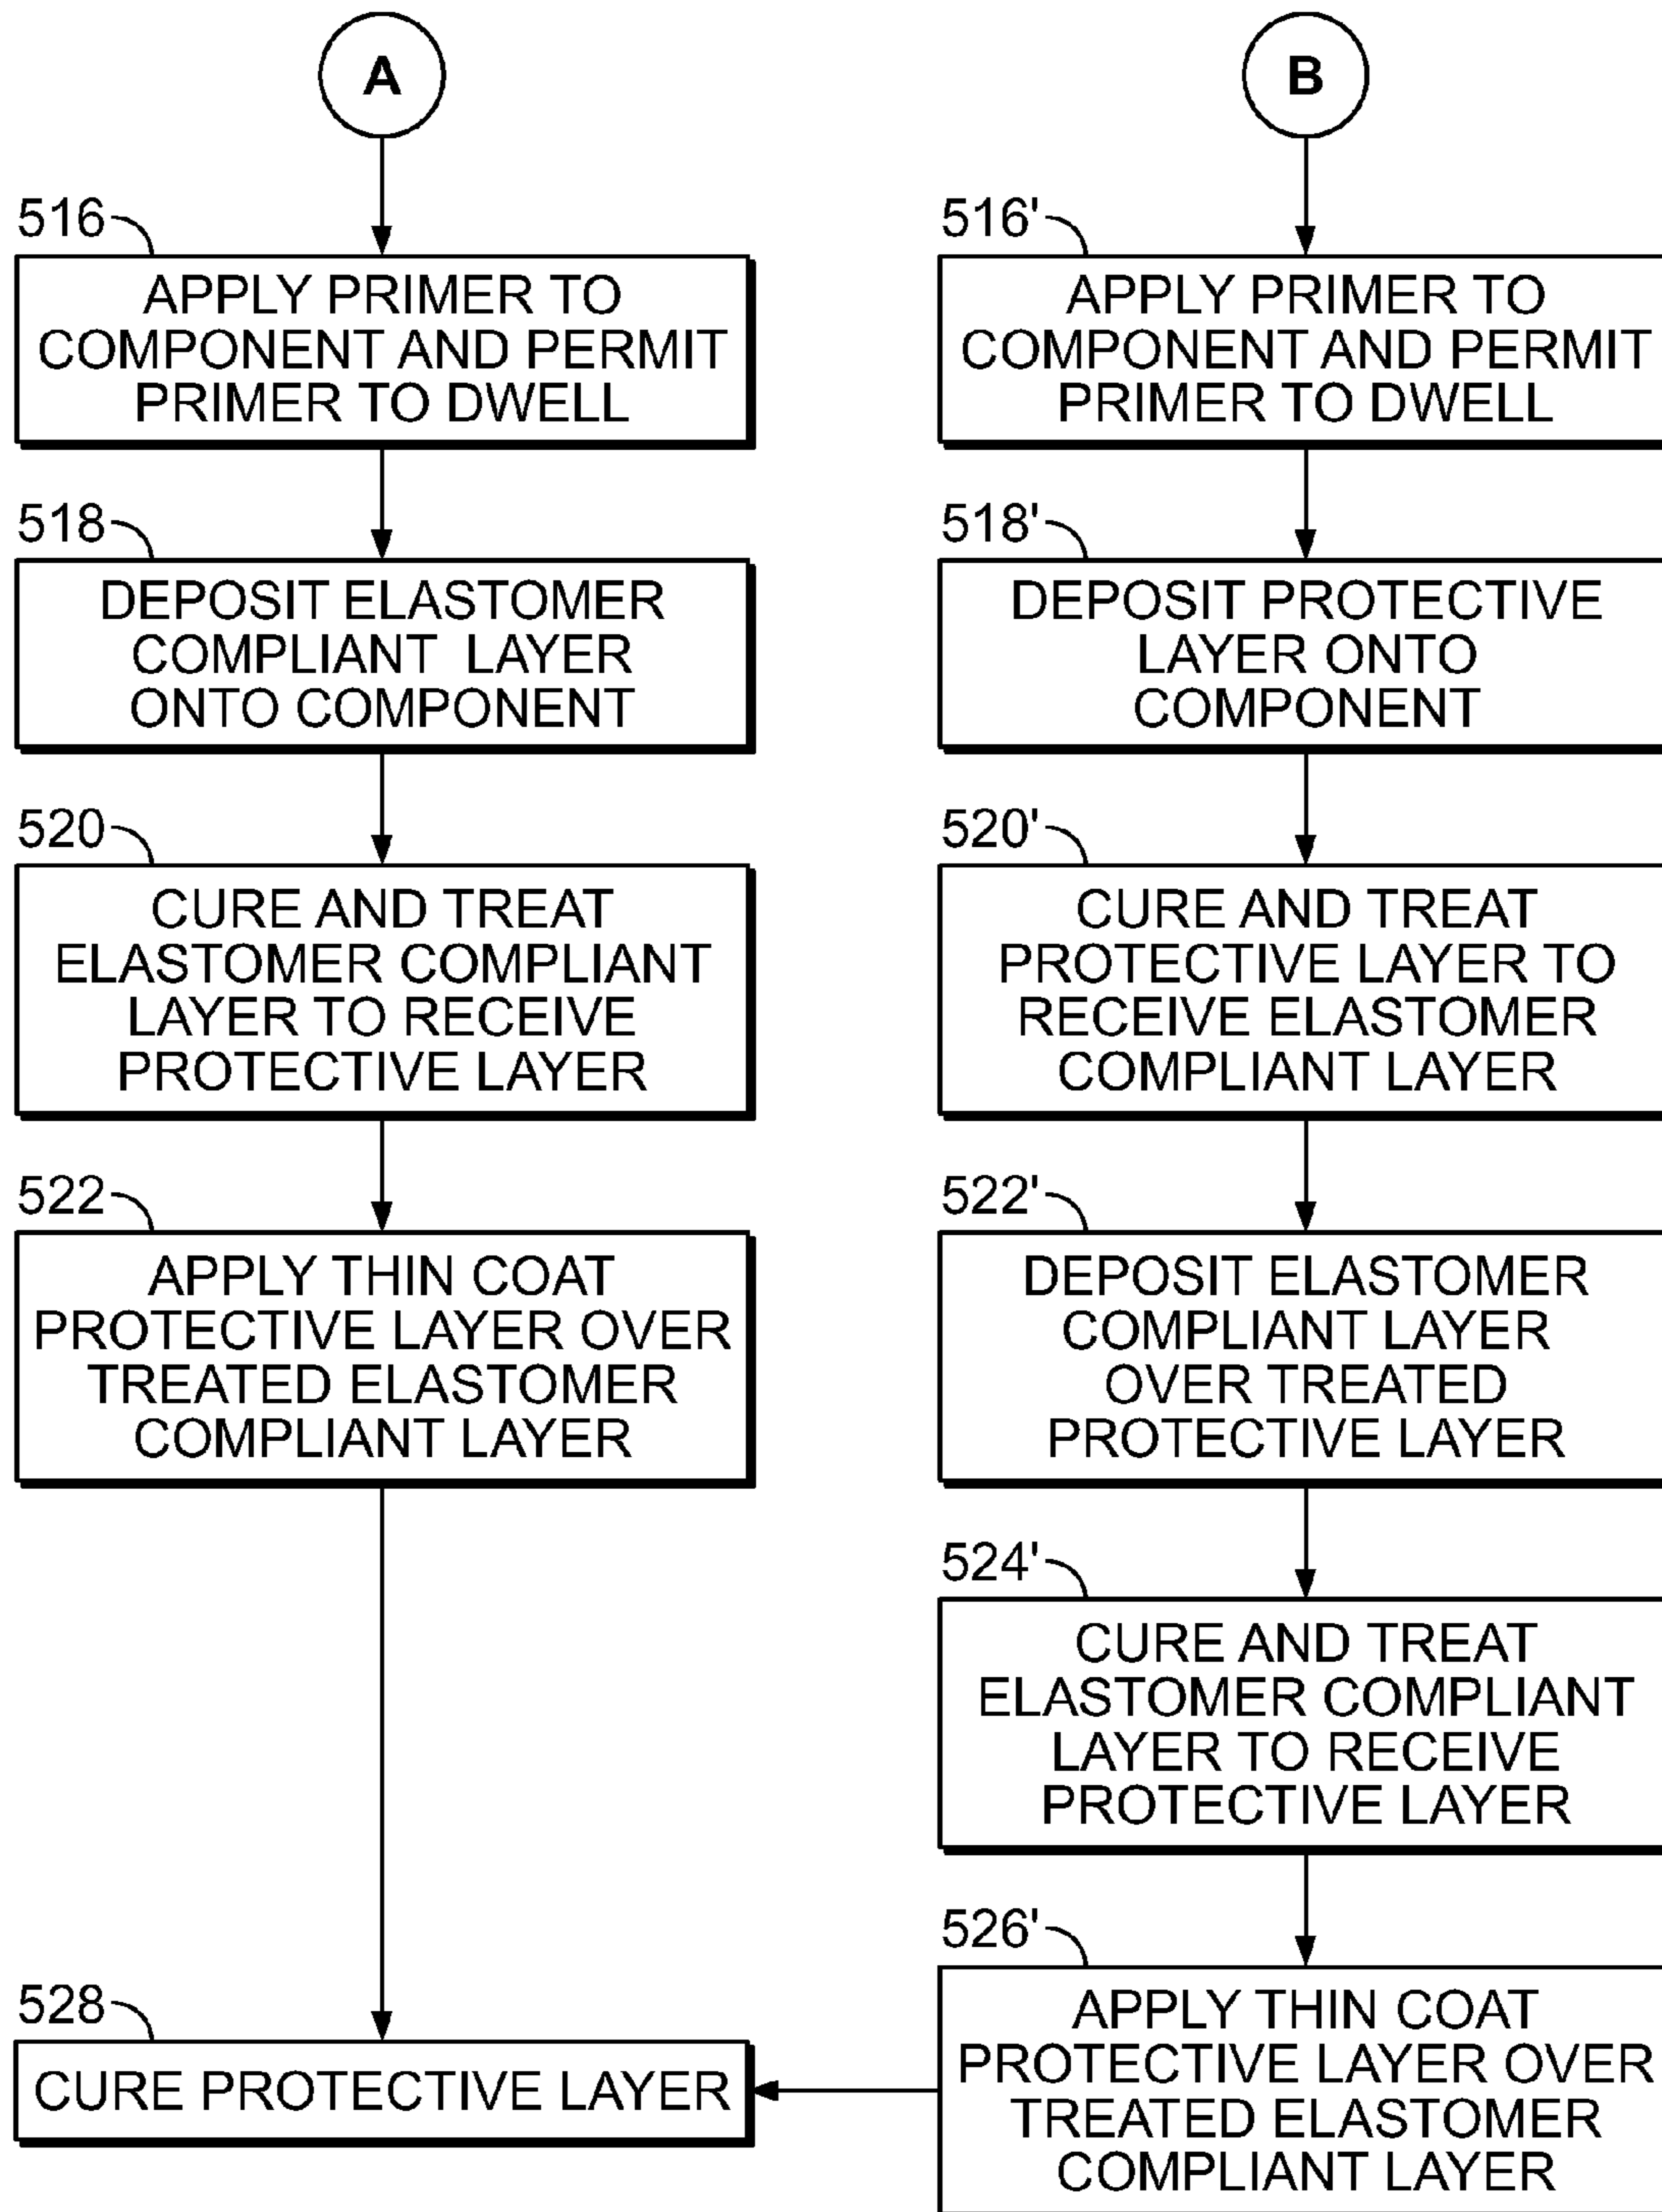 A
516
APPLY PRIMER TO
COMPONENT AND PERMIT
PRIMER TO DWELL
518
DEPOSIT ELASTOMER
COMPLIANT LAYER
ONTO COMPONENT
520
CURE AND TREAT
ELASTOMER COMPLIANT
LAYER TO RECEIVE
PROTECTIVE LAYER
522
APPLY THIN COAT
PROTECTIVE LAYER OVER
TREATED ELASTOMER
COMPLIANT LAYER
528
CURE PROTECTIVE LAYER
B
516'
APPLY PRIMER TO
COMPONENT AND PERMIT
PRIMER TO DWELL
518'
DEPOSIT PROTECTIVE
LAYER ONTO
COMPONENT
520'
CURE AND TREAT
PROTECTIVE LAYER TO
RECEIVE ELASTOMER
COMPLIANT LAYER
522'
DEPOSIT ELASTOMER
COMPLIANT LAYER
OVER TREATED
PROTECTIVE LAYER
524'
CURE AND TREAT
ELASTOMER COMPLIANT
LAYER TO RECEIVE
PROTECTIVE LAYER
526'
APPLY THIN COAT
PROTECTIVE LAYER OVER
TREATED ELASTOMER
COMPLIANT LAYER